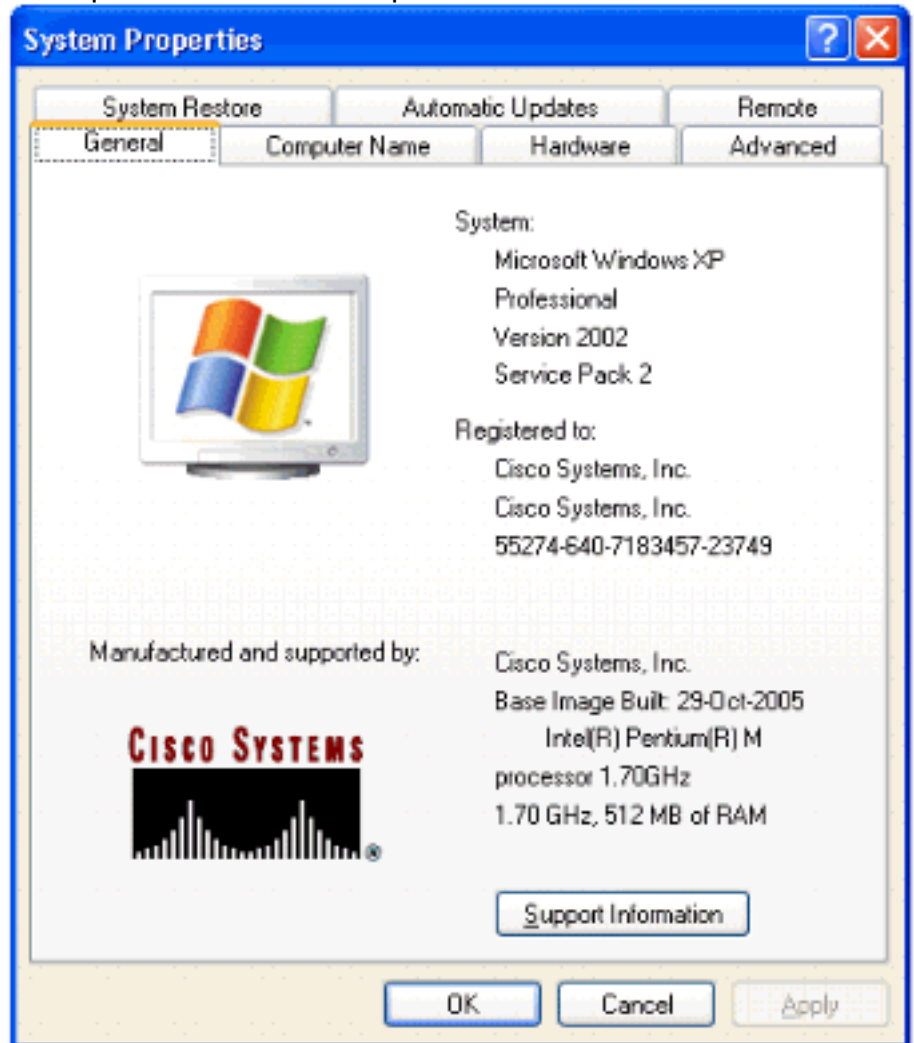 System Properties
System Restore Automatic Updates Remote
General Computer Name Hardware Advanced
System:
Microsoft Windows XP
Professional
Version 2002
Service Pack 2
Registered to:
Cisco Systems, Inc.
Cisco Systems, Inc.
55274-640-7183457-23749
Manufactured and supported by:
Cisco Systems, Inc.
Base Image Built: 29-Oct-2005
Intel(R) Pentium(R) M
processor 1.70GHz
1.70 GHz, 512 MB of RAM
CISCO SYSTEMS
®
Support Information
OK Cancel Apply